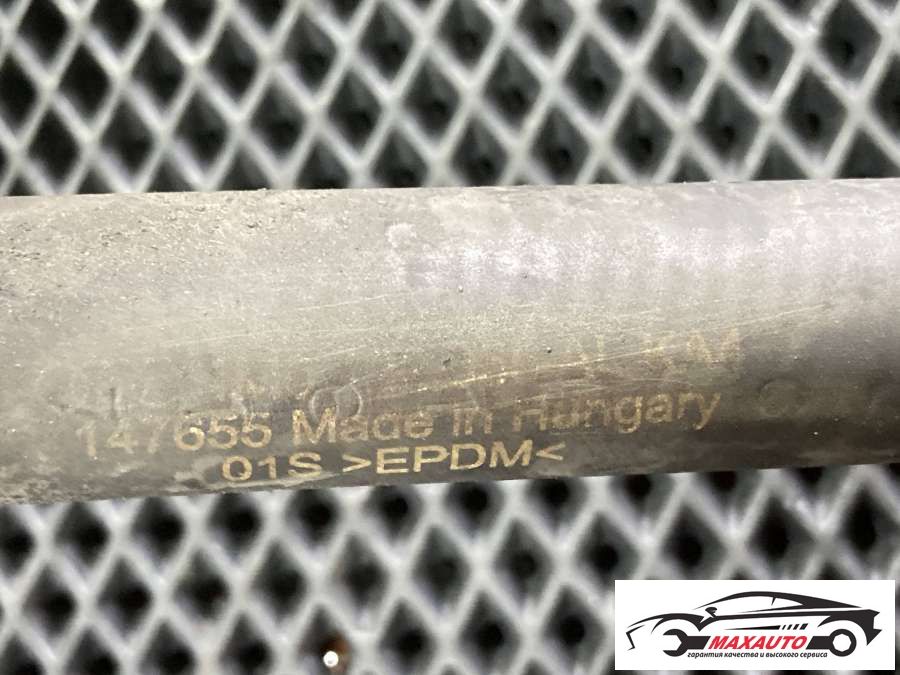 147655 Made in Hungary
01S >EPDM<
MAXAUTO
гарантия качества и высокого сервиса